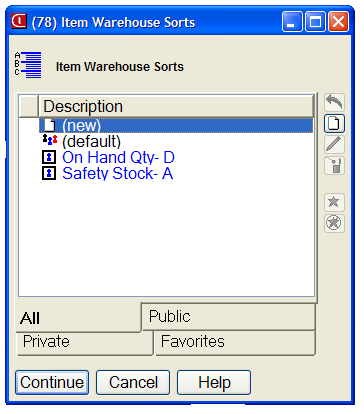 (78) Item Warehouse Sorts
A
B
C
Item Warehouse Sorts
Description
(new)
(default)
On Hand Qty- D
Safety Stock- A
All
Public
Private
Favorites
Continue
Cancel
Help